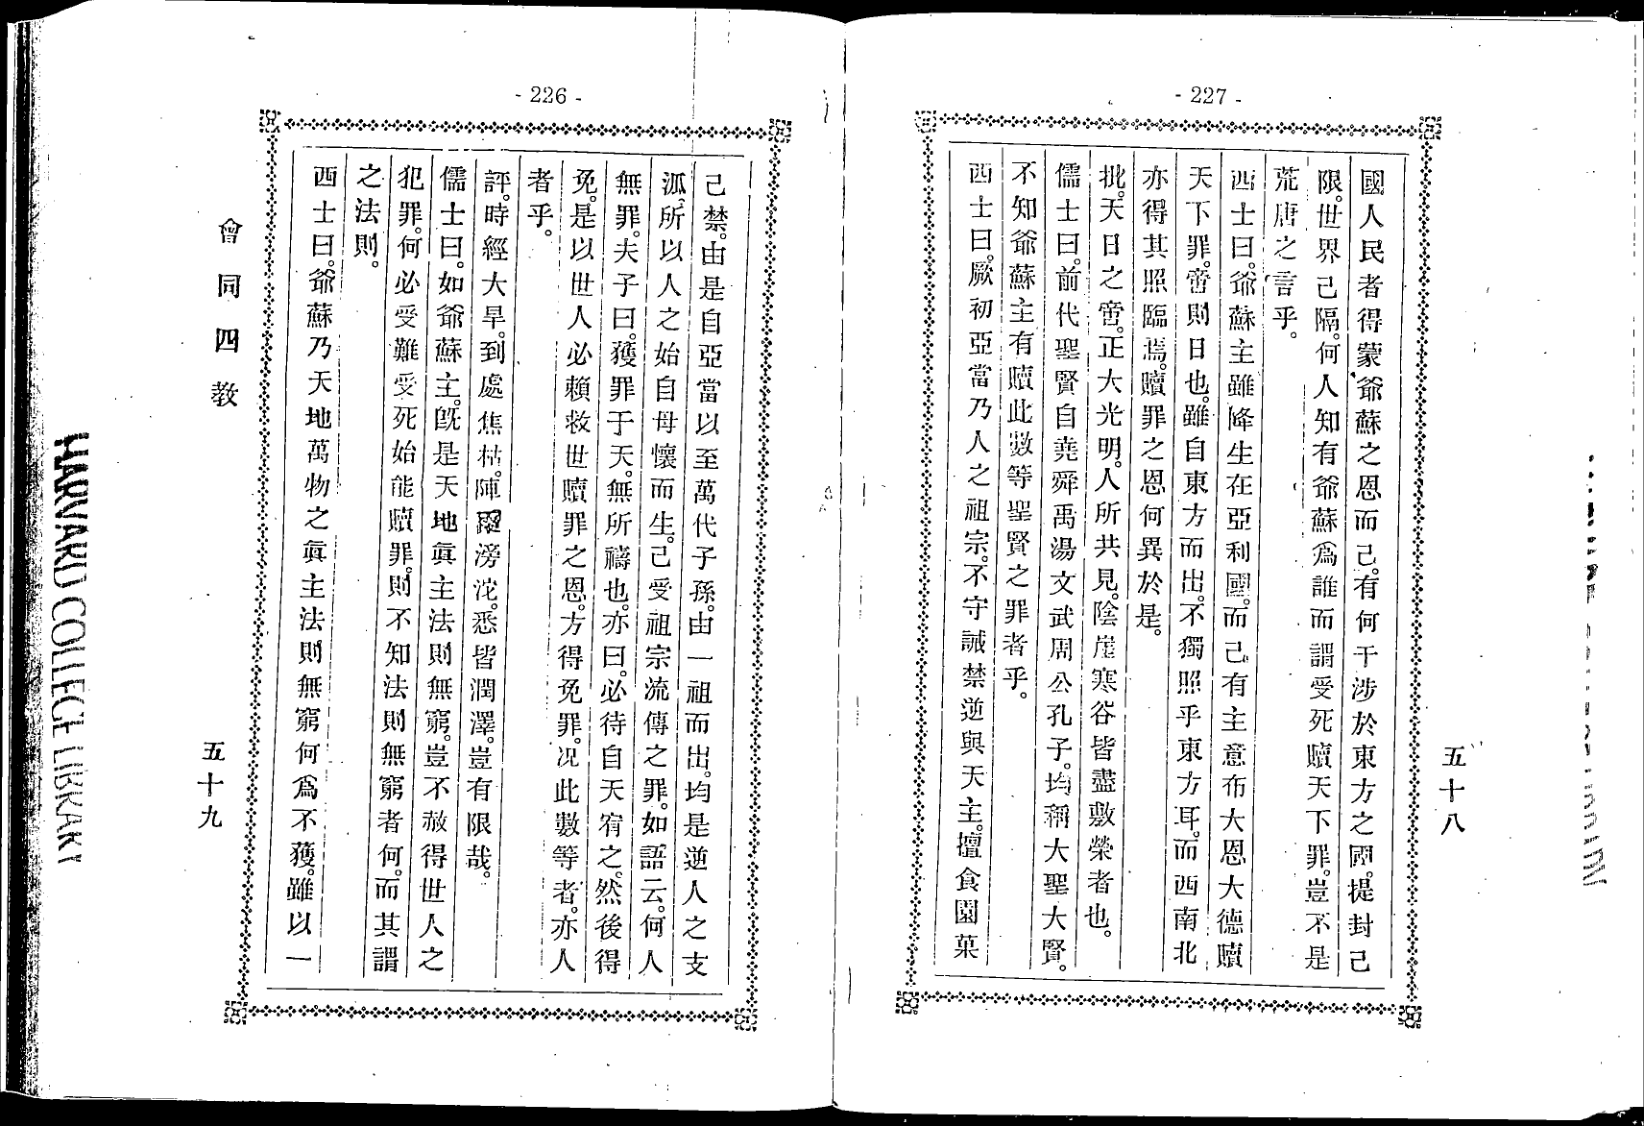 - 227 -
國人民者得蒙爺蘇之恩而己。有何干涉於東方之國。提封己
限。世界己隔。何人知有爺蘇爲誰而謂受死贖天下罪。豈不是
荒唐之言乎。
西士曰。爺蘇主雖降生在亞利國。而己有主意布大恩大德贖
天下罪。啻則日也。雖自東方而出。不獨照乎東方耳。而西南北
亦得其照臨焉。贖罪之恩何異於是。
批。天日之啻。正大光明。人所共見。陰崖寒谷皆盡敷榮者也。
儒士曰。前代聖賢自堯舜禹湯文武周公孔子。均稱大聖大賢。
不知爺蘇主有贖此數等聖賢之罪者乎。
西士曰。厥初亞當乃人之祖宗。不守誡禁逆與天主。擅食園菓
五十八
- 226 -
己禁。由是自亞當以至萬代子孫。由一祖而出。均是逆人之支
派、所以人之始自母懷而生。己受祖宗流傳之罪。如語云。何人
無罪。夫子曰。獲罪于天。無所禱也。亦曰。必待自天宥之。然後得
免。是以世人必賴救世贖罪之恩。方得免罪。况此數等者。亦人
者乎。
評。時經大旱。到處焦枯。陣雨滂沱。悉皆潤澤。豈有限哉。
儒士曰。如爺蘇主。旣是天地眞主法則無窮。豈不赦得世人之
犯罪。何必受難受死始能贖罪。則不知法則無窮者何。而其謂
之法則。
西士曰。爺蘇乃天地萬物之眞主法則無窮何爲不獲。雖以一
會同四教
五十九
HARVARD COLLEGE LIBRARY